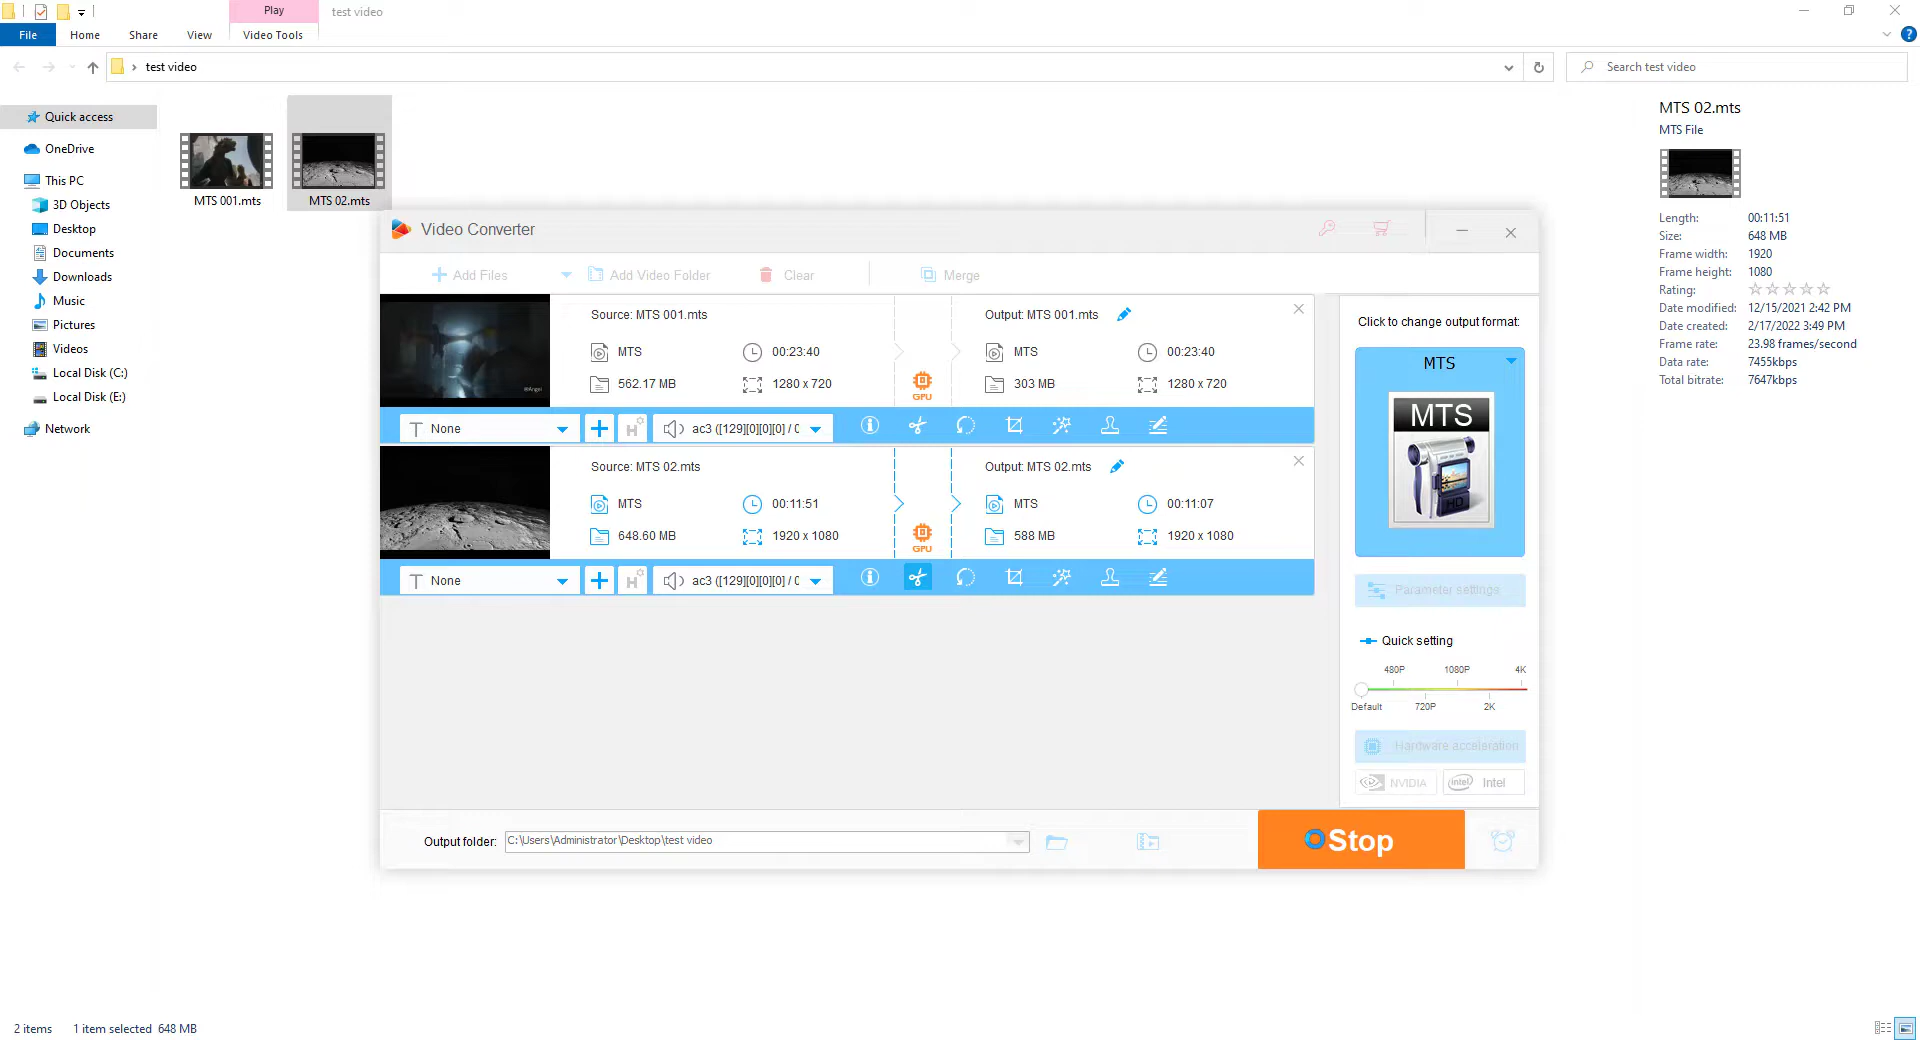 Play
test video
File
Home
Share
View
Video Tools
test video
Search test video
Quick access
OneDrive
This PC
3D Objects
Desktop
Documents
Downloads
Music
Pictures
Videos
Local Disk (C:)
Local Disk (E:)
Network
MTS 001.mts
MTS 02.mts
MTS 02.mts
MTS File
Length: 00:11:51
Size: 648 MB
Frame width: 1920
Frame height: 1080
Rating:
Date modified: 12/15/2021 2:42 PM
Date created: 2/17/2022 3:49 PM
Frame rate: 23.98 frames/second
Data rate: 7455kbps
Total bitrate: 7647kbps
Video Converter
Add Files
Add Video Folder
Clear
Merge
Source: MTS 001.mts
MTS
00:23:40
562.17 MB
1280 x 720
GPU
Output: MTS 001.mts
MTS
00:23:40
303 MB
1280 x 720
@Angel
None
ac3 ([129][0][0][0] / 0
Source: MTS 02.mts
MTS
00:11:51
648.60 MB
1920 x 1080
GPU
Output: MTS 02.mts
MTS
00:11:07
588 MB
1920 x 1080
None
ac3 ([129][0][0][0] / 0
Click to change output format:
MTS
MTS
HD
Parameter settings
Quick setting
480P 1080P 4K
Default 720P 2K
Hardware acceleration
NVIDIA
intel Intel
Output folder: C:\Users\Administrator\Desktop\test video
Stop
2 items
1 item selected 648 MB